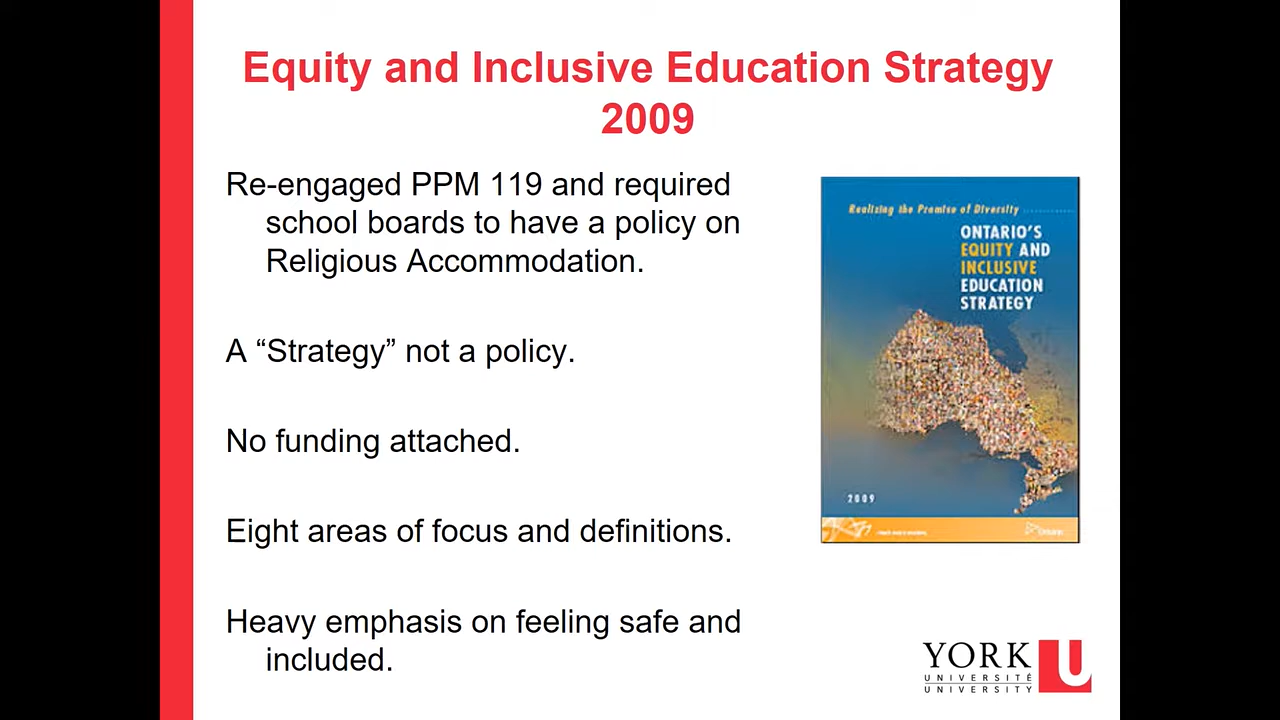 Equity and Inclusive Education Strategy
2009
Re-engaged PPM 119 and required
school boards to have a policy on
Religious Accommodation.
A “Strategy” not a policy.
No funding attached.
Eight areas of focus and definitions.
Heavy emphasis on feeling safe and
included.
Realizing the Promise of Diversity
ONTARIO'S
EQUITY AND
INCLUSIVE
EDUCATION
STRATEGY
2009
Ontario
YORK U
UNIVERSITÉ
UNIVERSITY